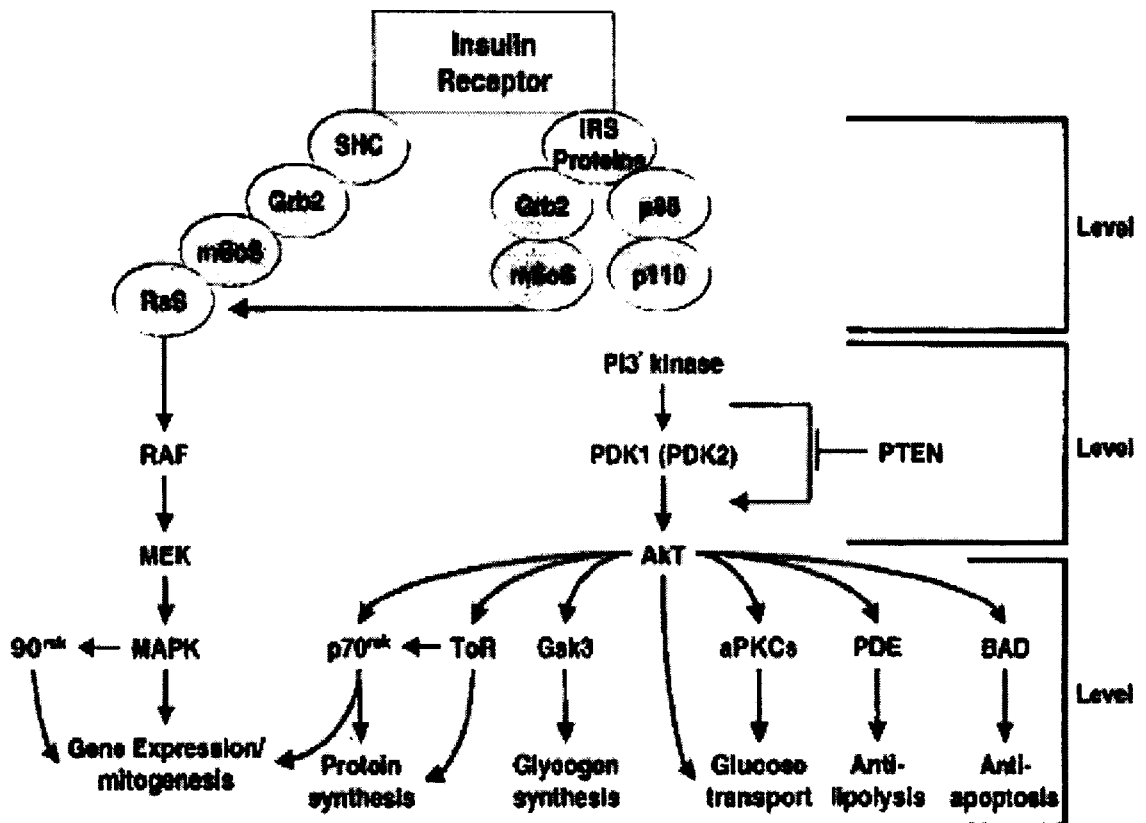 Insulin
Receptor
SHC
IRS
Proteins
Grb2
Grb2
p85
mSoS
mSoS
p110
RaS
Level
PI3' kinase
RAF
PDK1 (PDK2)
PTEN
Level
MEK
AkT
90rsk
MAPK
p70rsk
ToR
Gsk3
aPKCs
PDE
BAD
Level
Gene Expression/
mitogenesis
Protein
synthesis
Glycogen
synthesis
Glucose
transport
Anti-
lipolysis
Anti-
apoptosis